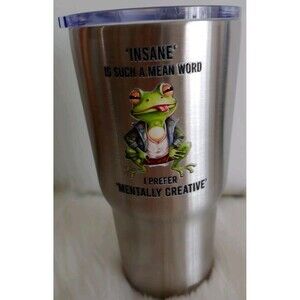 'INSANE'
IS SUCH A MEAN WORD
I PREFER
'MENTALLY CREATIVE'